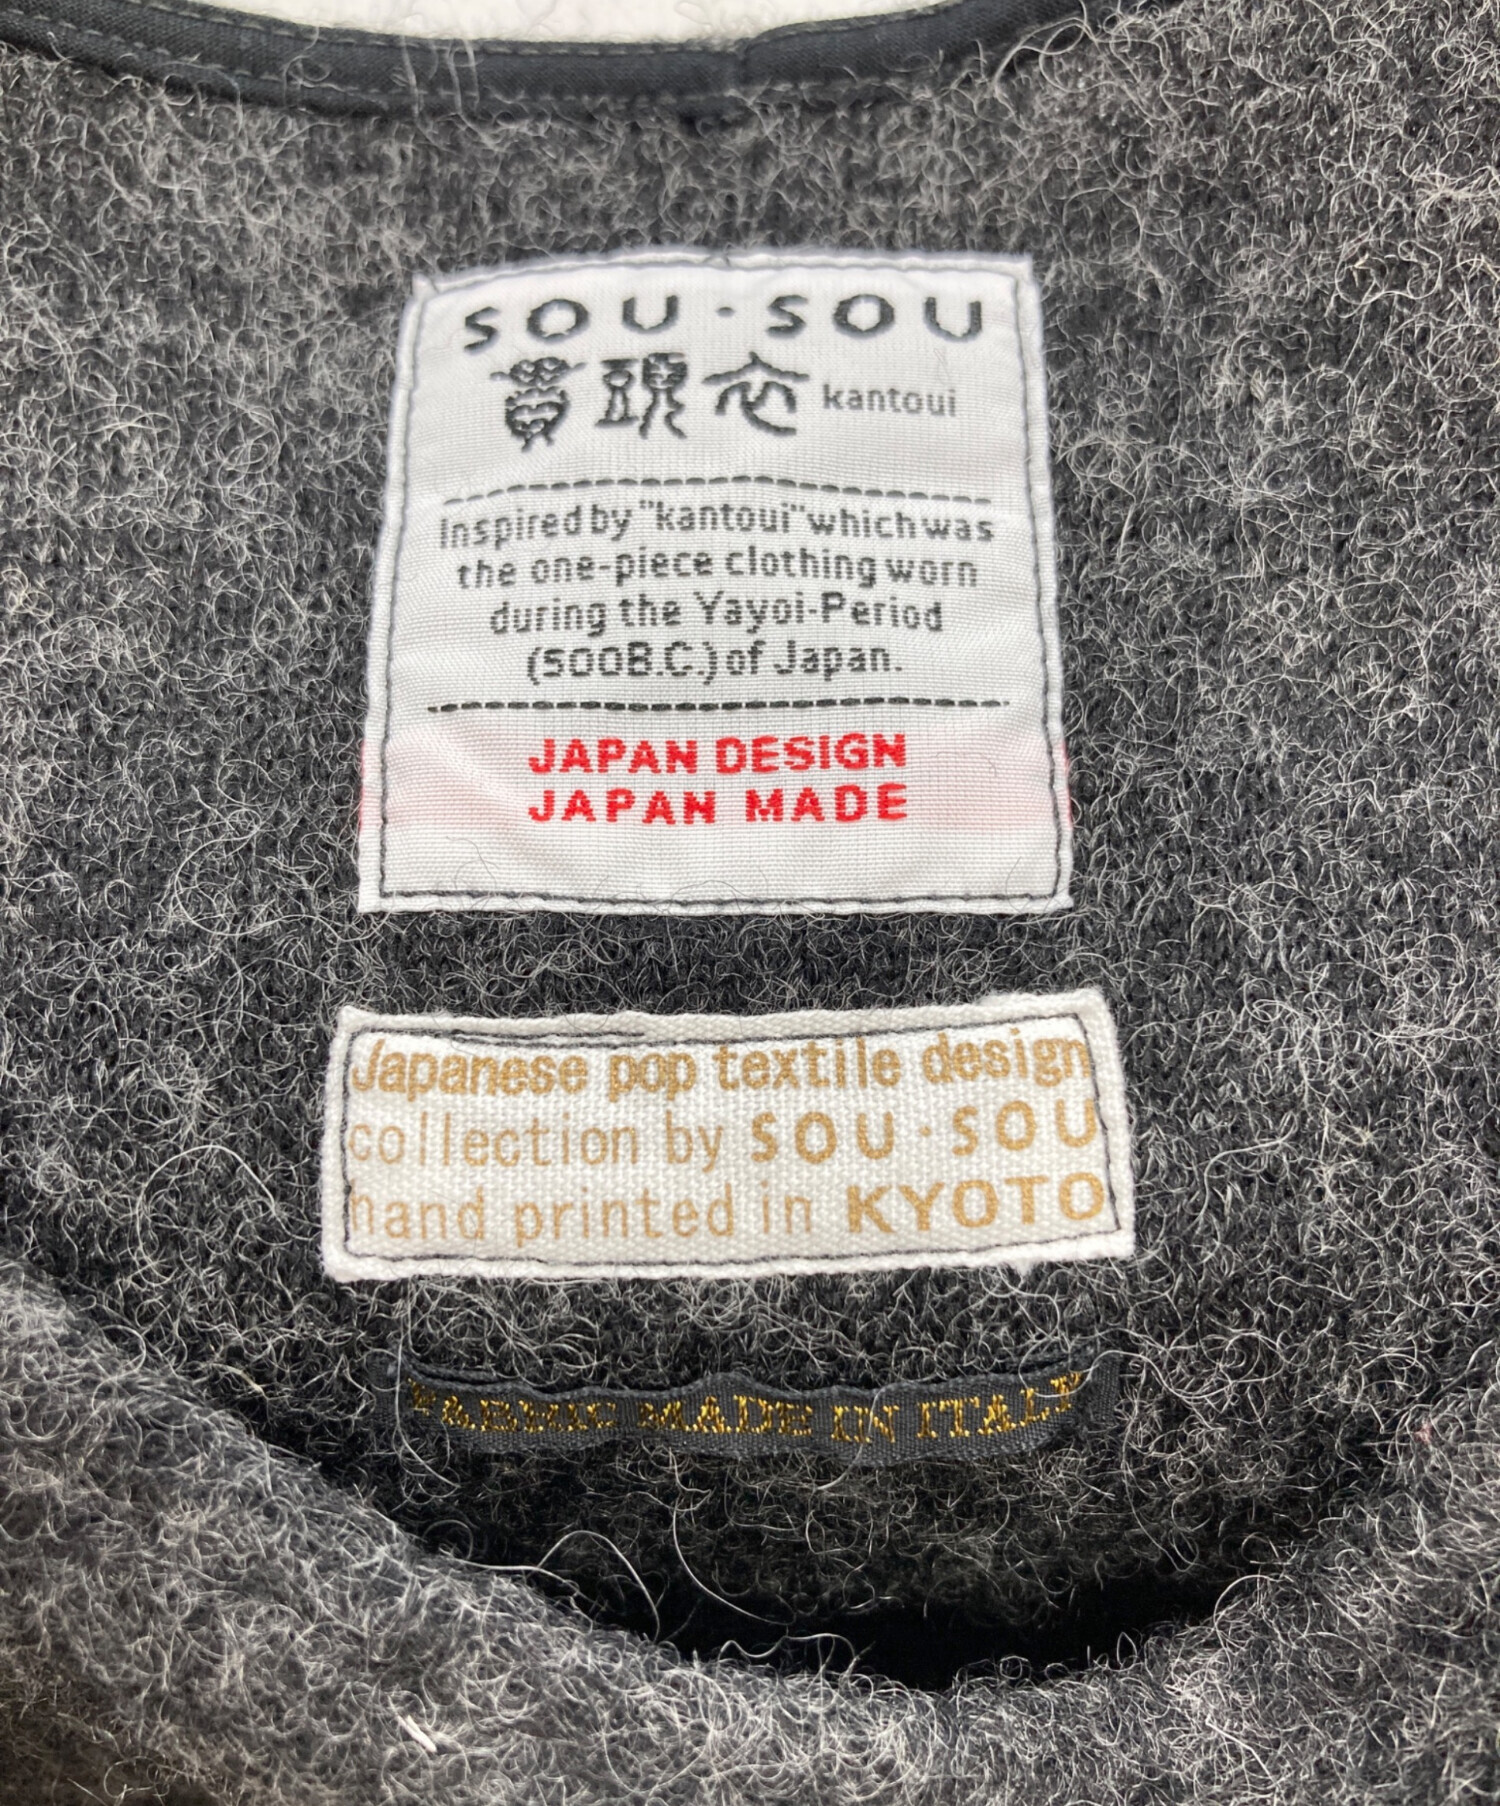 SOU・SOU
貫頭衣 kantoui
Inspired by "kantoui" which was
the one-piece clothing worn
during the Yayoi-Period
(500B.C.) of Japan.
JAPAN DESIGN
JAPAN MADE
Japanese pop textile design
collection by SOU・SOU
hand printed in KYOTO
FABRIC MADE IN ITALY